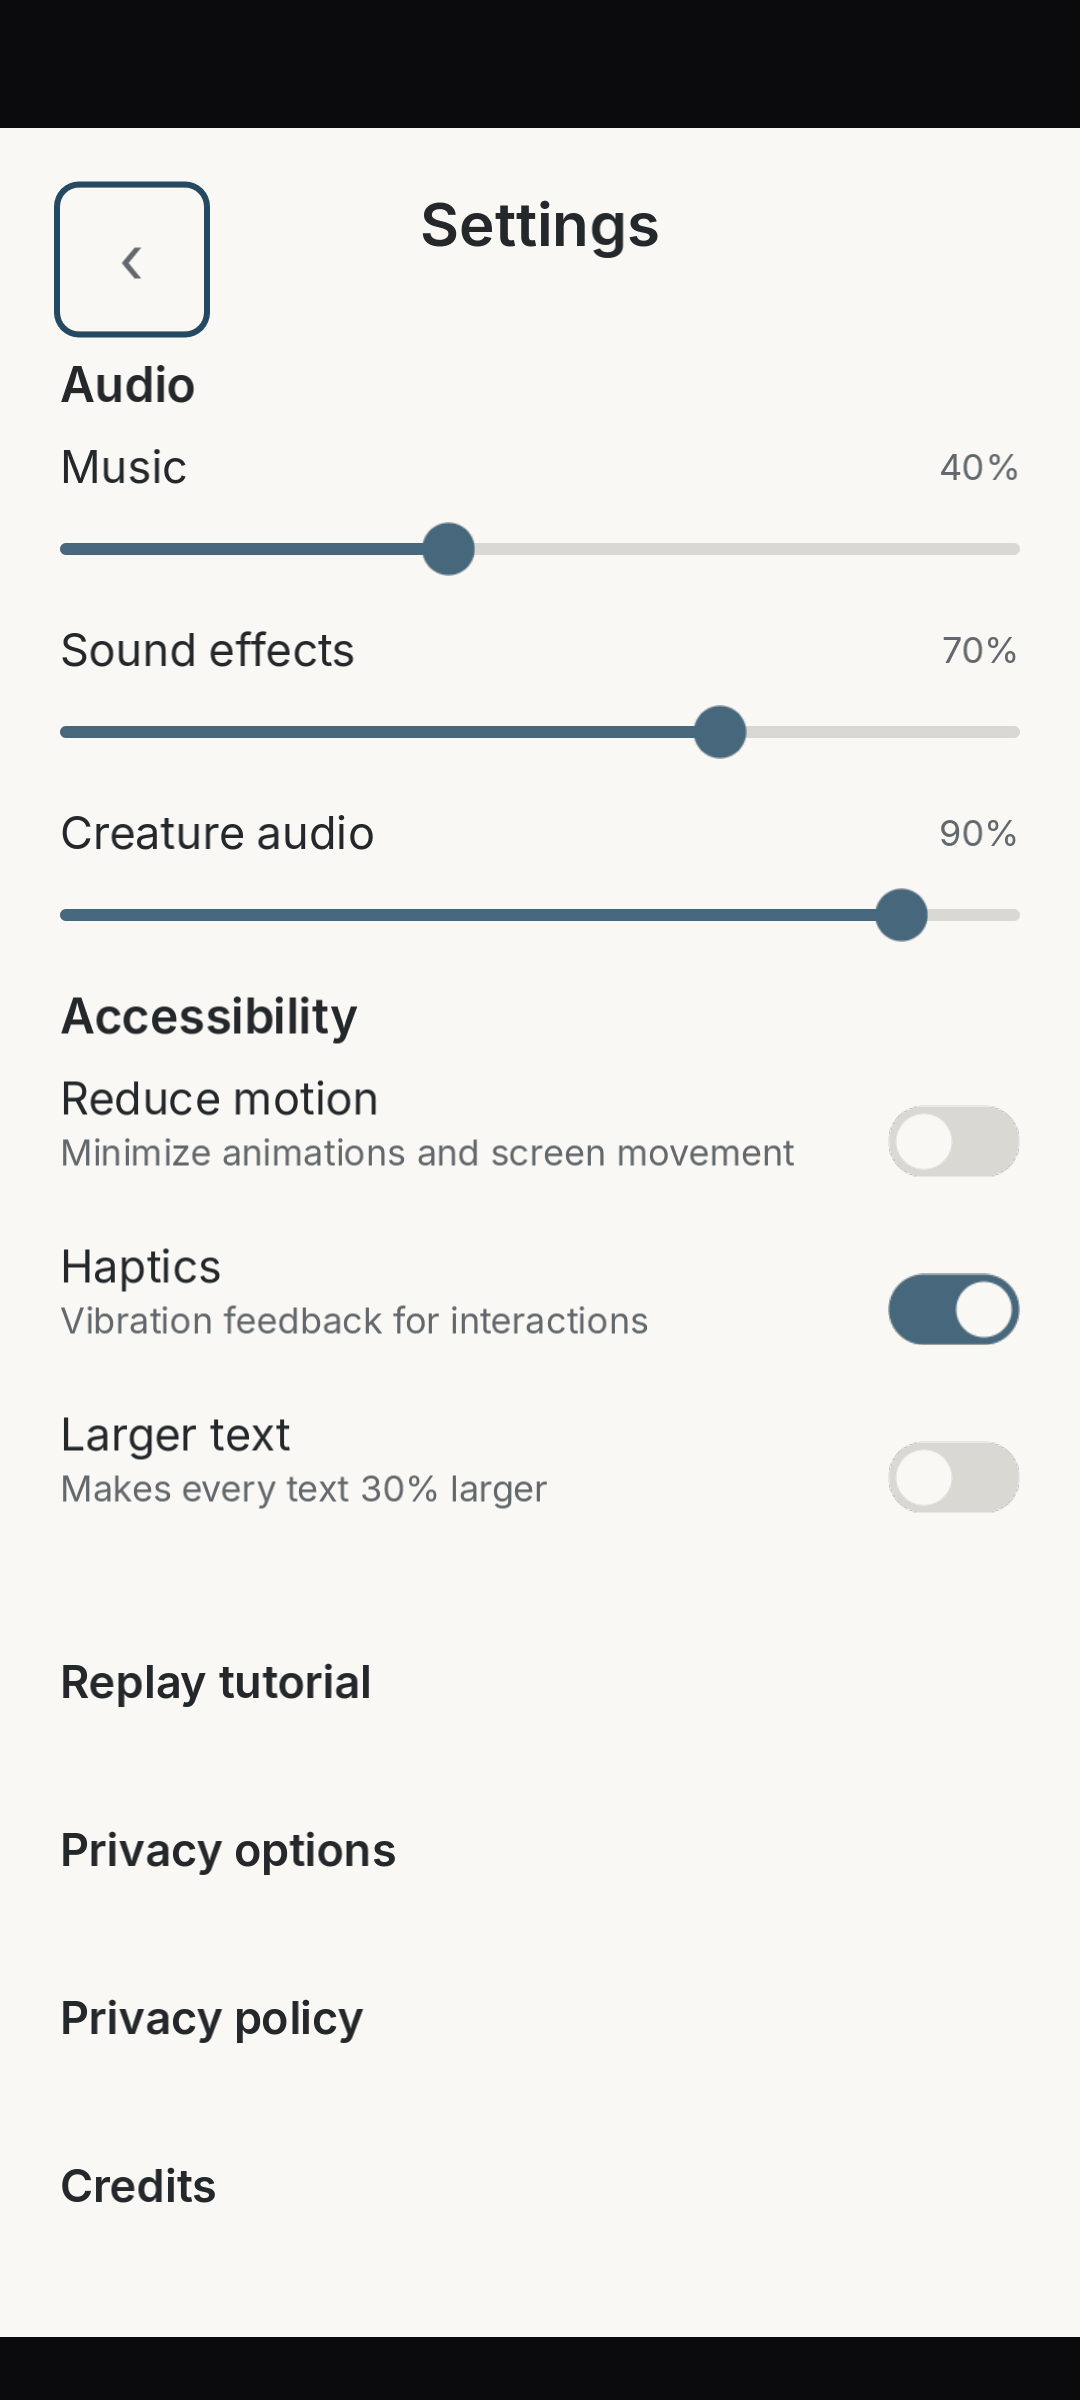 ‹
Settings
Audio
Music 40%
Sound effects 70%
Creature audio 90%
Accessibility
Reduce motion
Minimize animations and screen movement
Haptics
Vibration feedback for interactions
Larger text
Makes every text 30% larger
Replay tutorial
Privacy options
Privacy policy
Credits